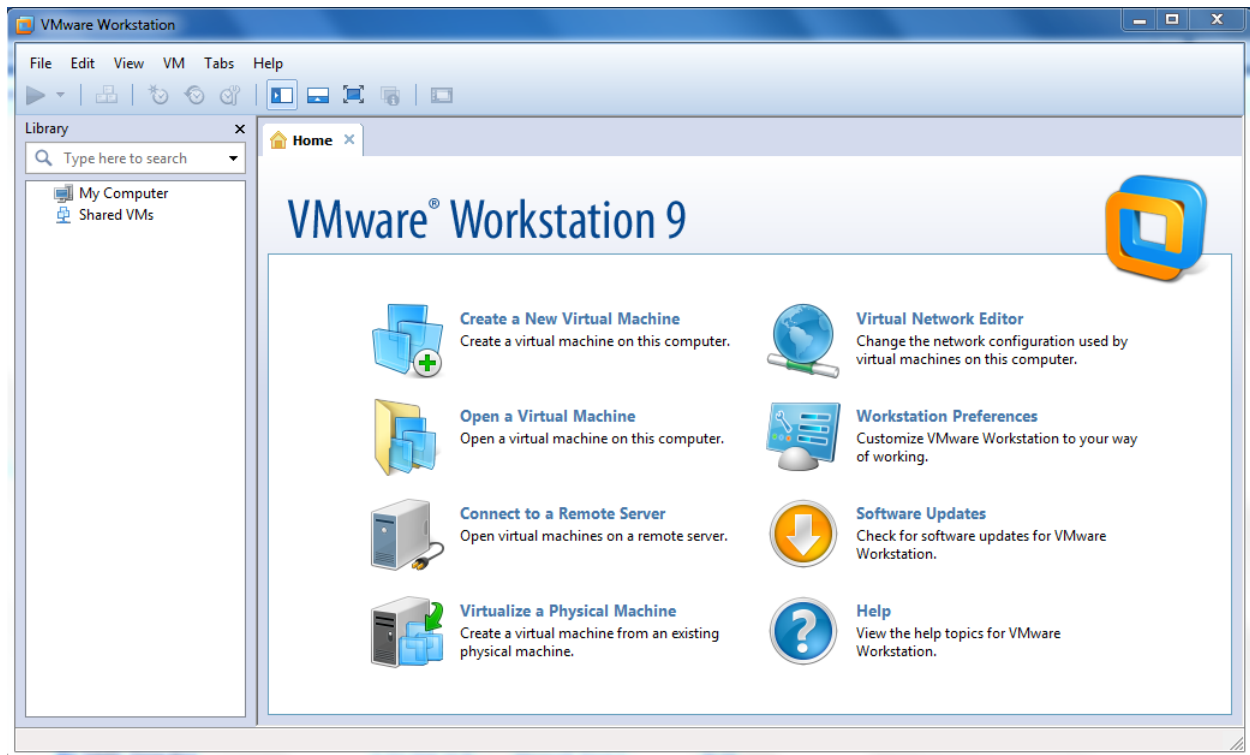 VMware Workstation
File Edit View VM Tabs Help
Library
Type here to search
My Computer
Shared VMs
Home
VMware® Workstation 9
Create a New Virtual Machine
Create a virtual machine on this computer.
Open a Virtual Machine
Open a virtual machine on this computer.
Connect to a Remote Server
Open virtual machines on a remote server.
Virtualize a Physical Machine
Create a virtual machine from an existing
physical machine.
Virtual Network Editor
Change the network configuration used by
virtual machines on this computer.
Workstation Preferences
Customize VMware Workstation to your way
of working.
Software Updates
Check for software updates for VMware
Workstation.
Help
View the help topics for VMware
Workstation.